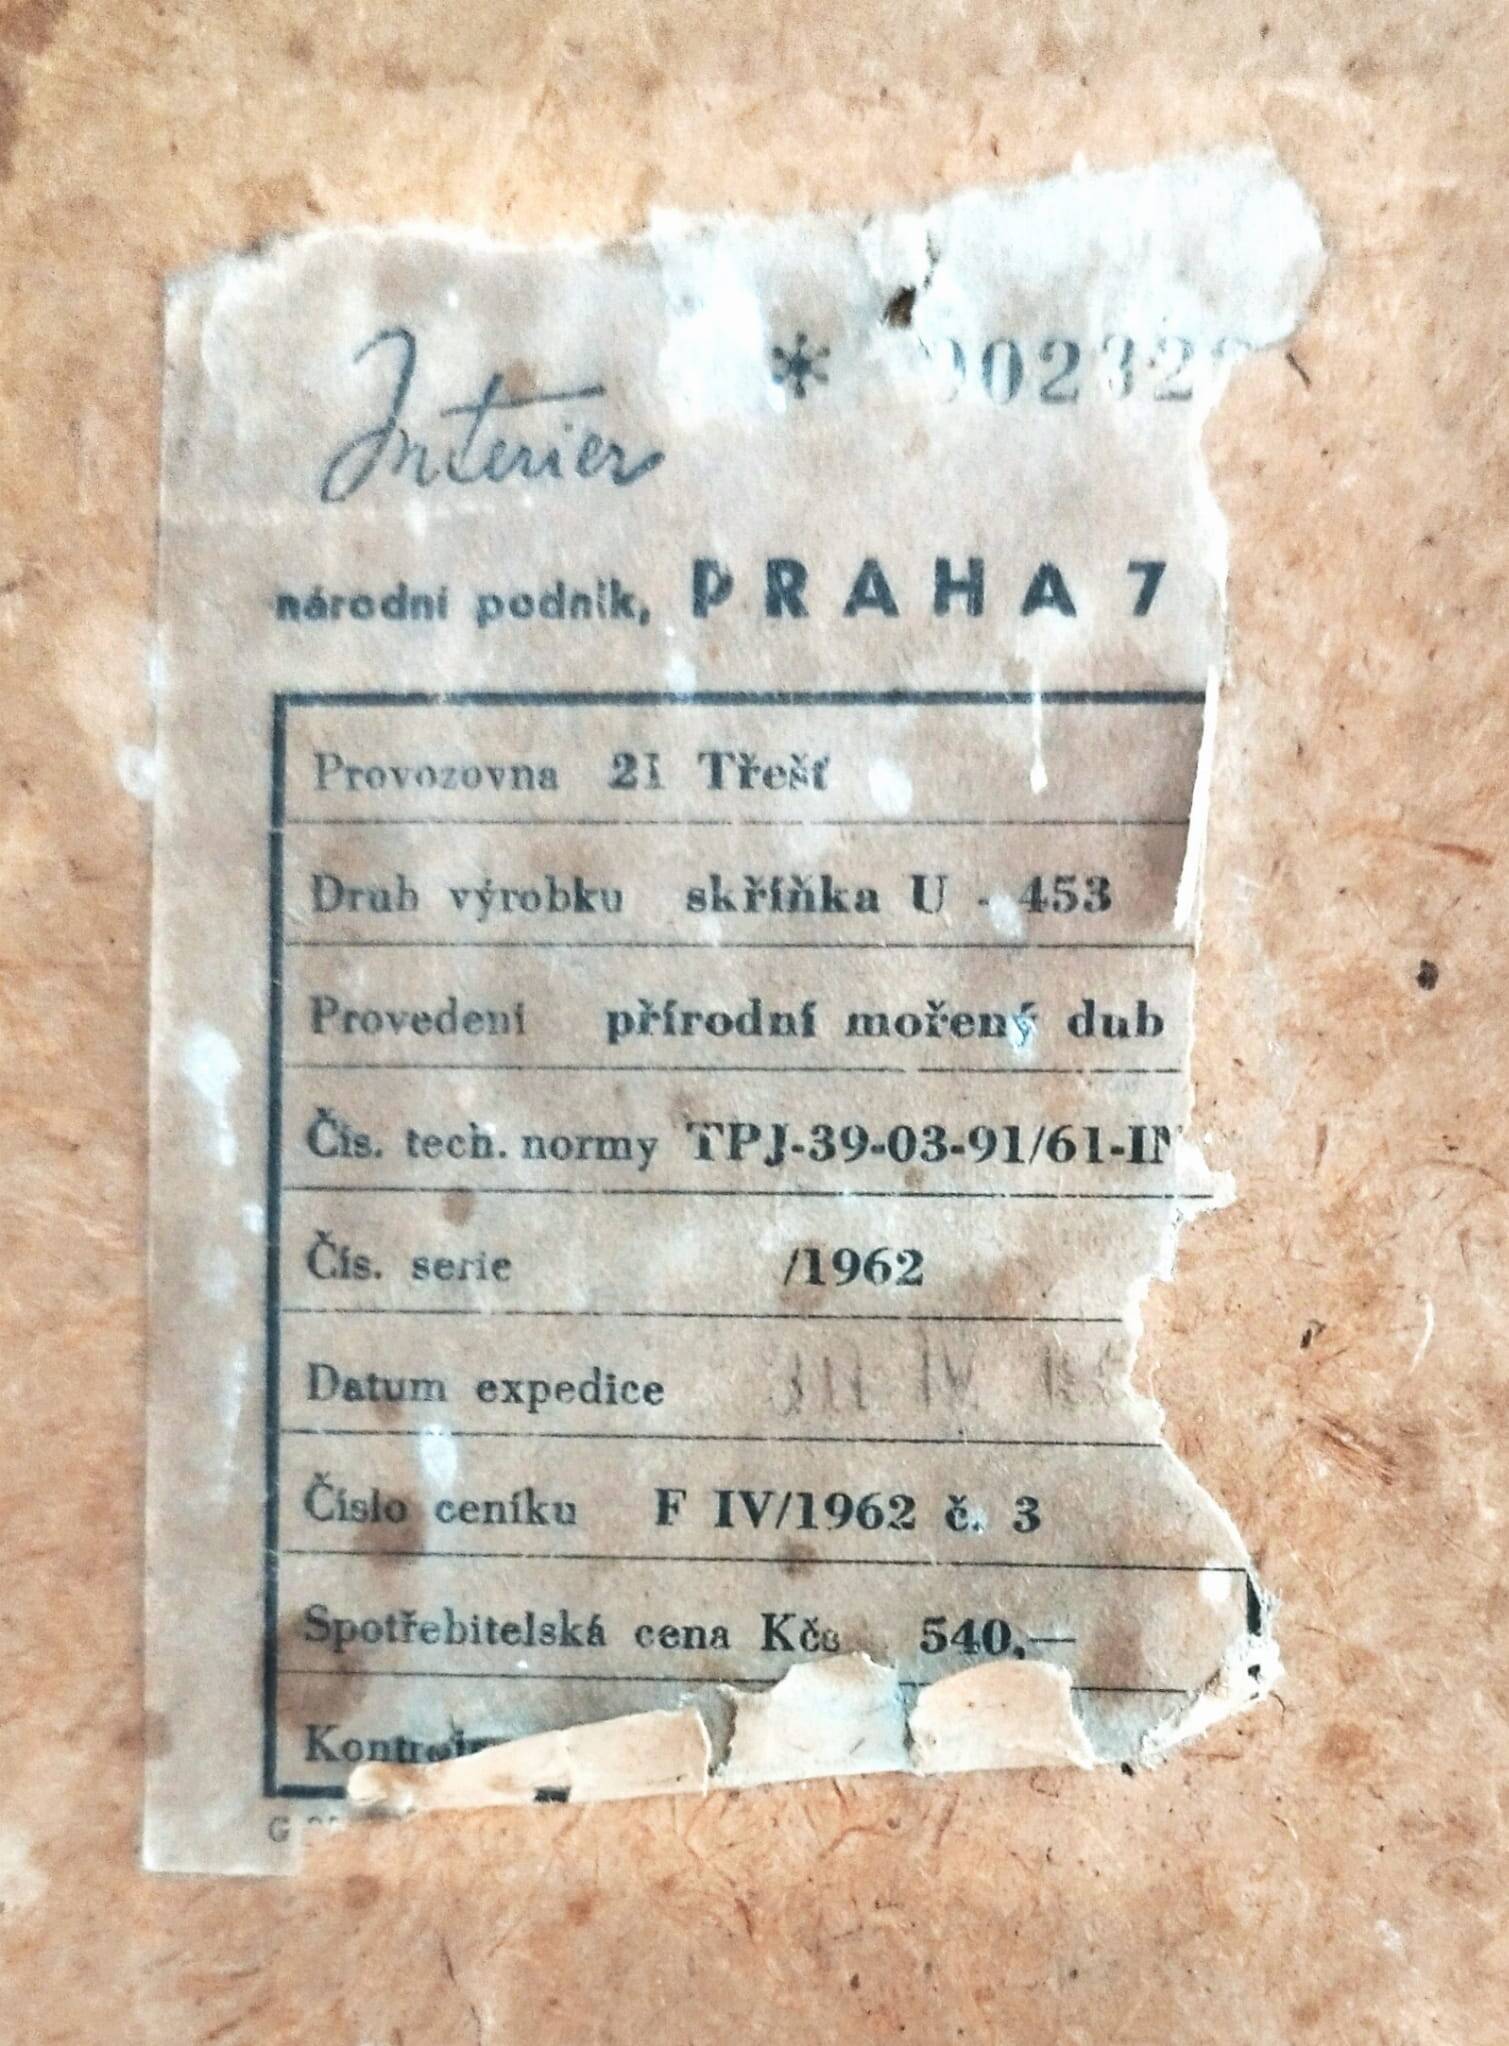 Interier
*
národní podnik, PRAHA 7
Provozovna 21 Třešť
Druh výrobku skříňka U - 453
Provedení přírodní mořený dub
Čís. tech. normy TPJ-39-03-91/61-IN
Čís. serie /1962
Datum expedice IV
Číslo ceníku F IV/1962 č. 3
Spotřebitelská cena Kčs 540,—
G